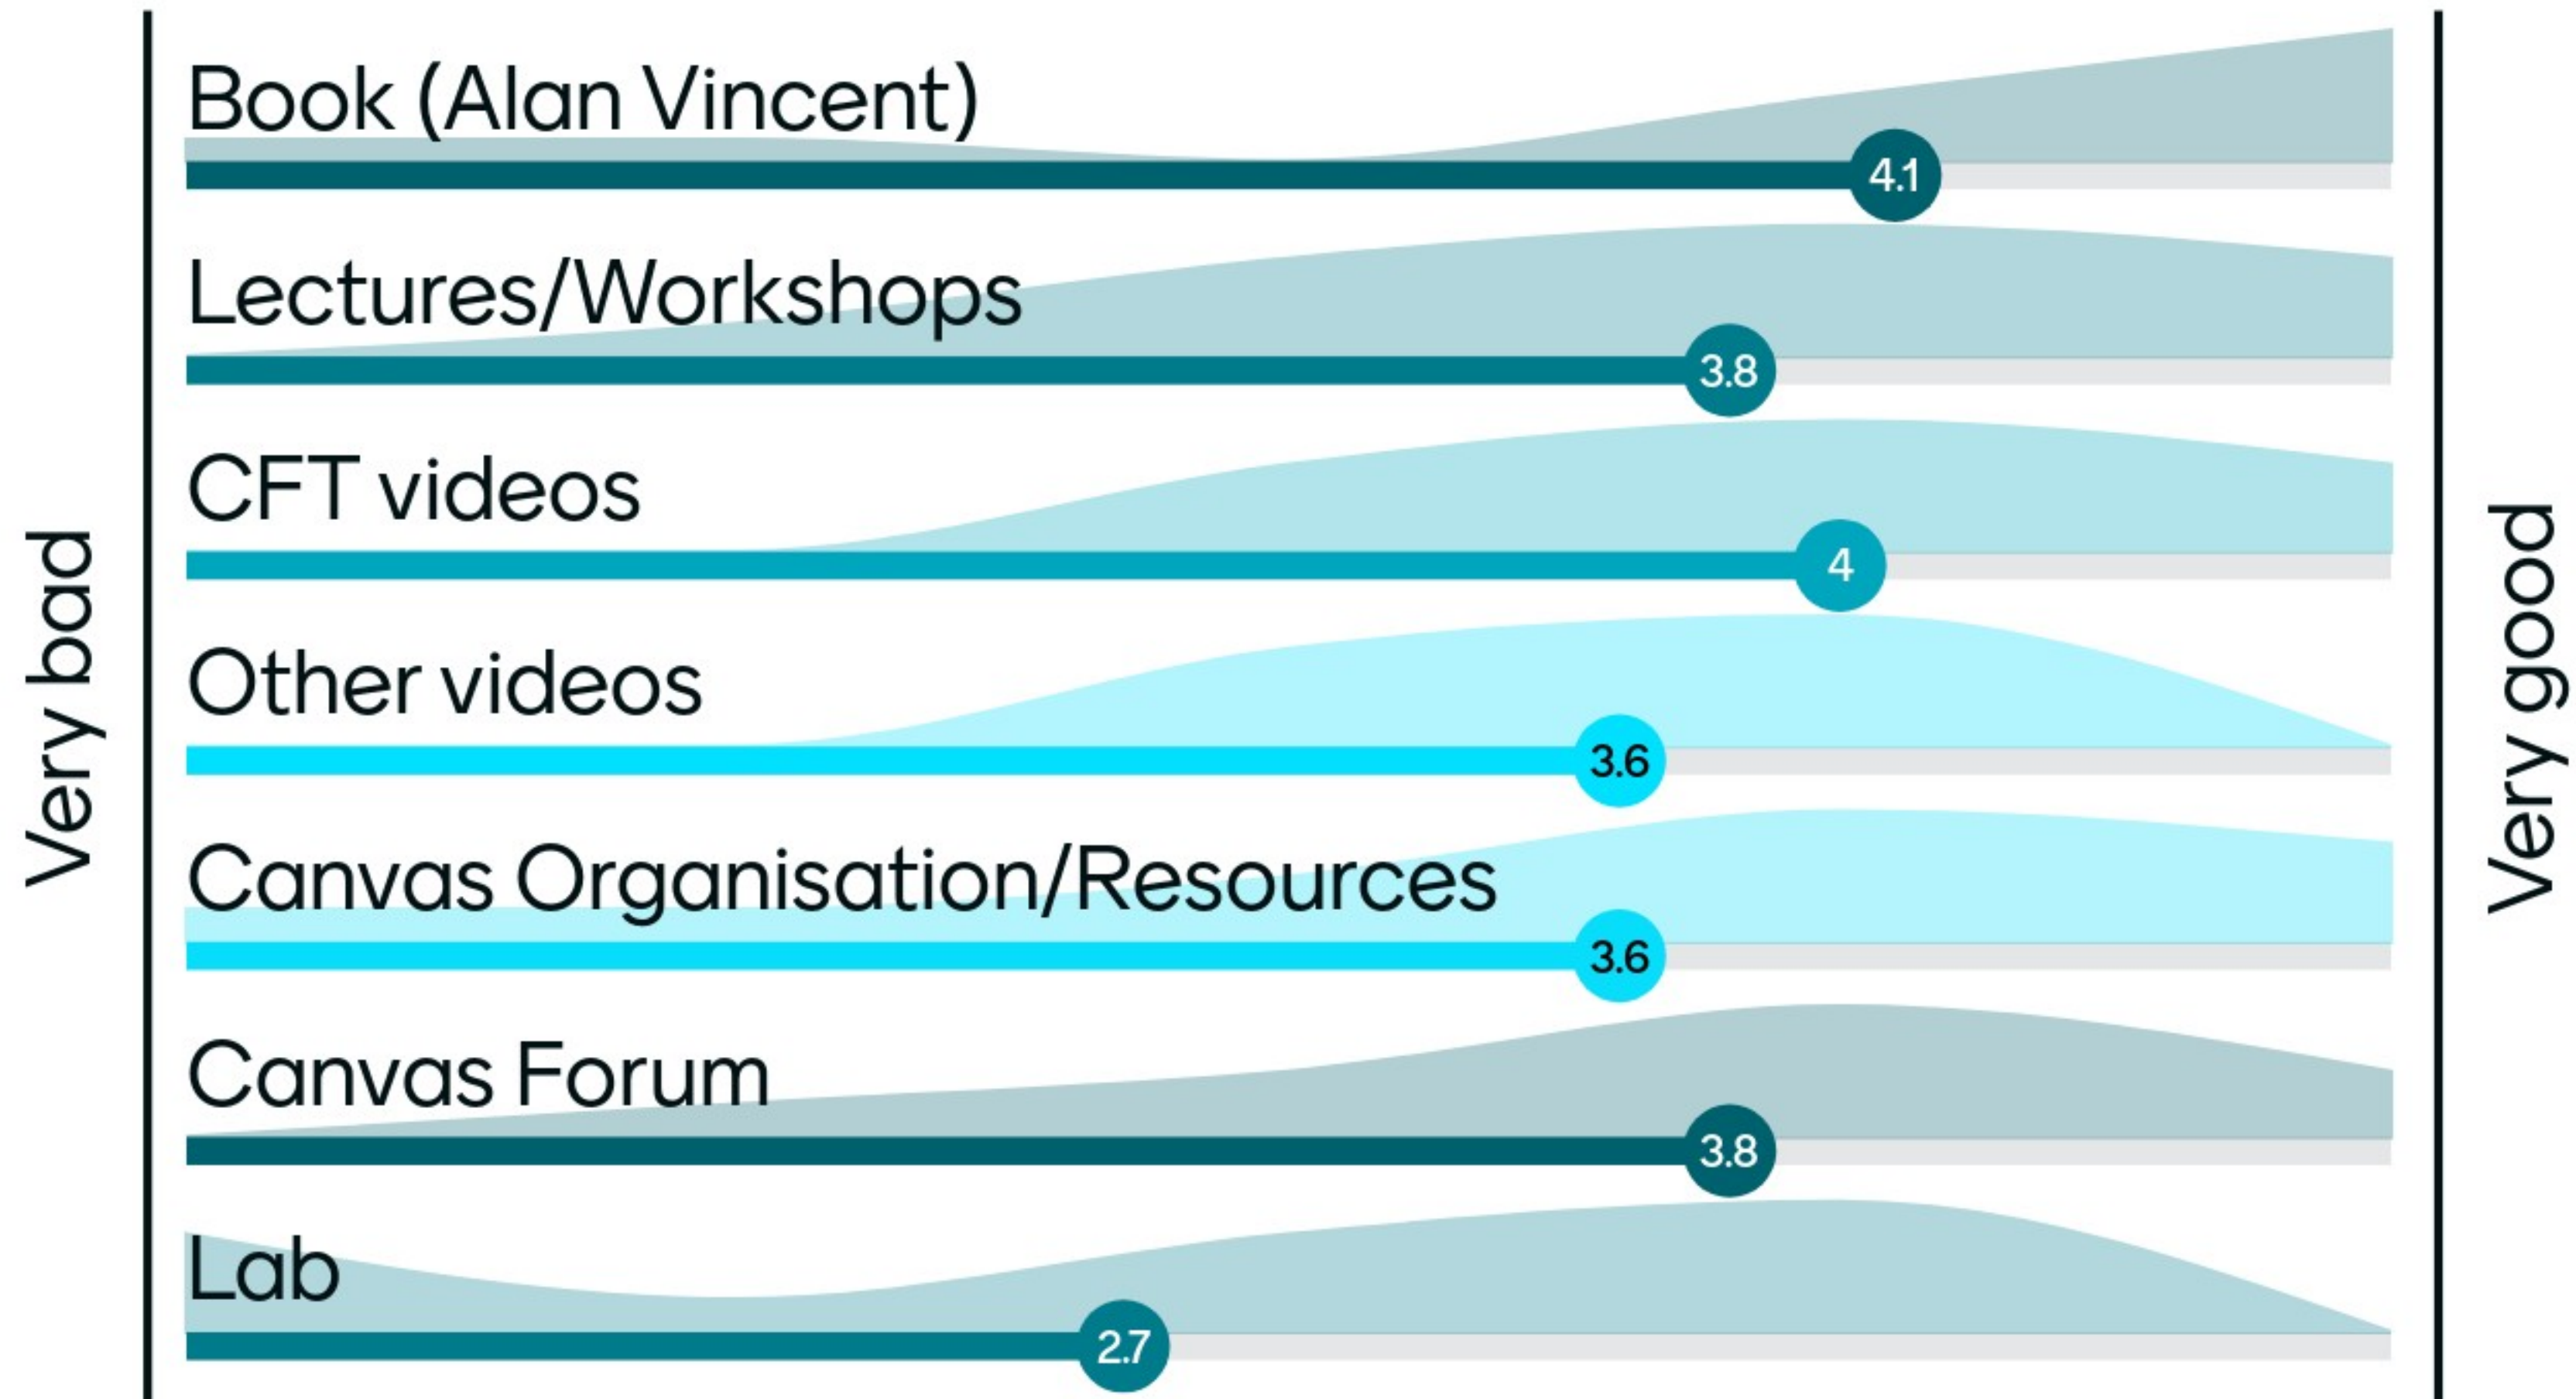 Very bad
Book (Alan Vincent)
4.1
Lectures/Workshops
3.8
CFT videos
4
Other videos
3.6
Canvas Organisation/Resources
3.6
Canvas Forum
3.8
Lab
2.7
Very good